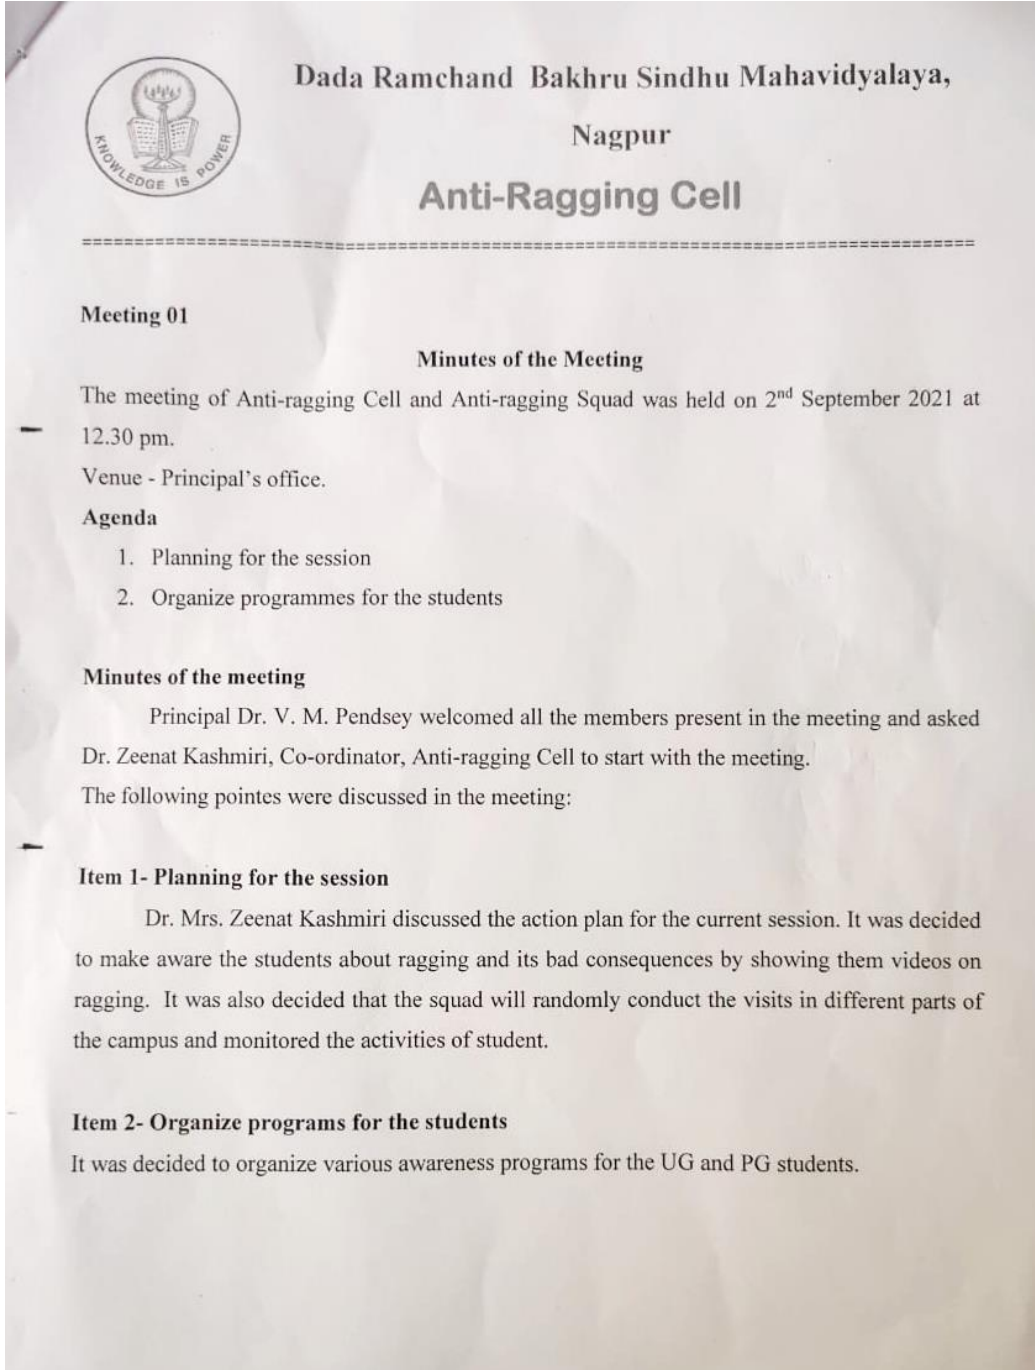 KNOWLEDGE IS POWER
Dada Ramchand Bakhru Sindhu Mahavidyalaya,
Nagpur
Anti-Ragging Cell
Meeting 01
Minutes of the Meeting
The meeting of Anti-ragging Cell and Anti-ragging Squad was held on 2nd September 2021 at
12.30 pm.
Venue - Principal's office.
Agenda
1. Planning for the session
2. Organize programmes for the students
Minutes of the meeting
Principal Dr. V. M. Pendsey welcomed all the members present in the meeting and asked
Dr. Zeenat Kashmiri, Co-ordinator, Anti-ragging Cell to start with the meeting.
The following pointes were discussed in the meeting:
Item 1- Planning for the session
Dr. Mrs. Zeenat Kashmiri discussed the action plan for the current session. It was decided
to make aware the students about ragging and its bad consequences by showing them videos on
ragging. It was also decided that the squad will randomly conduct the visits in different parts of
the campus and monitored the activities of student.
Item 2- Organize programs for the students
It was decided to organize various awareness programs for the UG and PG students.